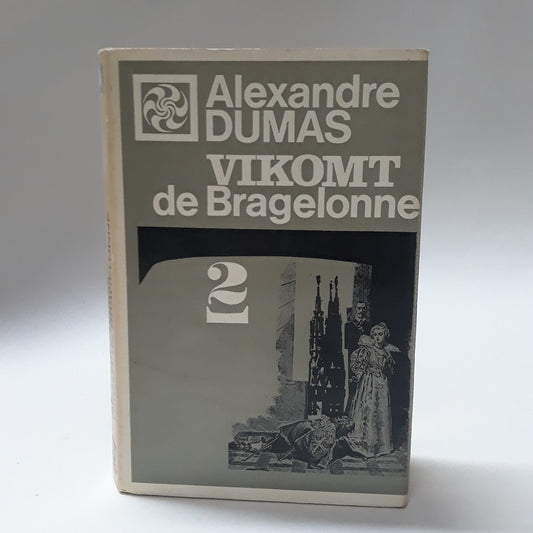 Alexandre
DUMAS
VIKOMT
de Bragelonne
2